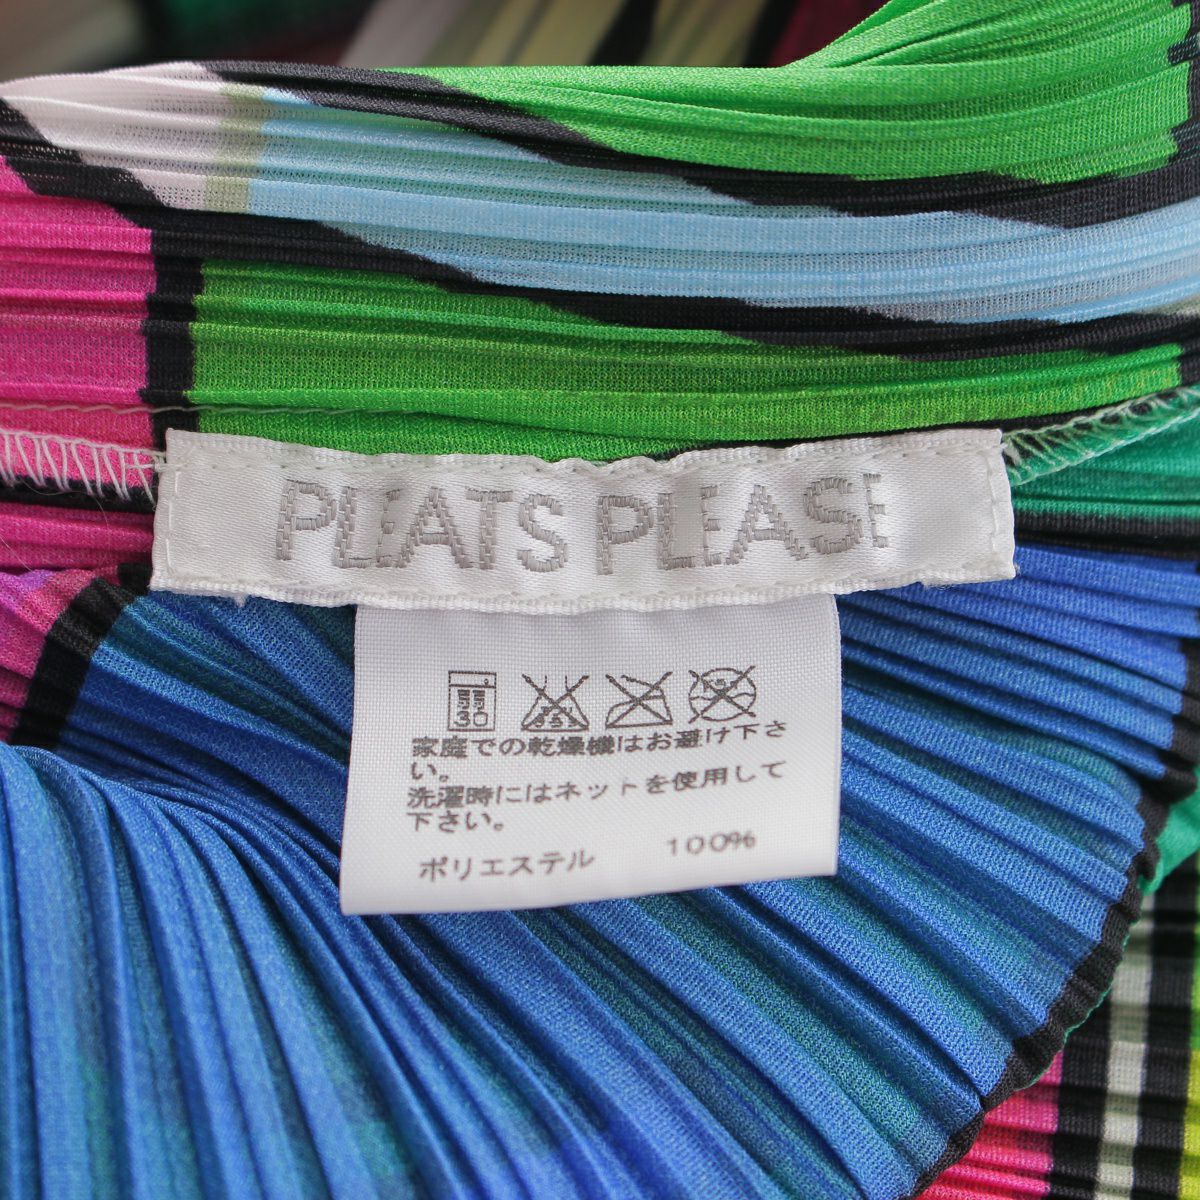 PLEATS PLEASE
30
家庭での乾燥機はお避け下さ
い。
洗濯時にはネットを使用して
下さい。
ポリエステル 100%